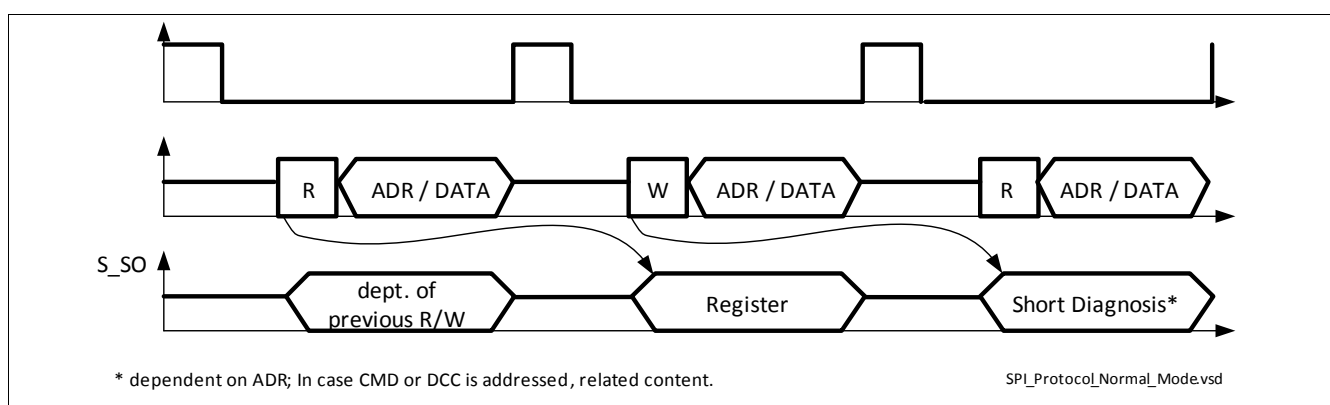 R
ADR / DATA
W
ADR / DATA
R
ADR / DATA
S_SO
dept. of
previous R/W
Register
Short Diagnosis*
* dependent on ADR; In case CMD or DCC is addressed, related content.
SPI_Protocol_Normal_Mode.vsd